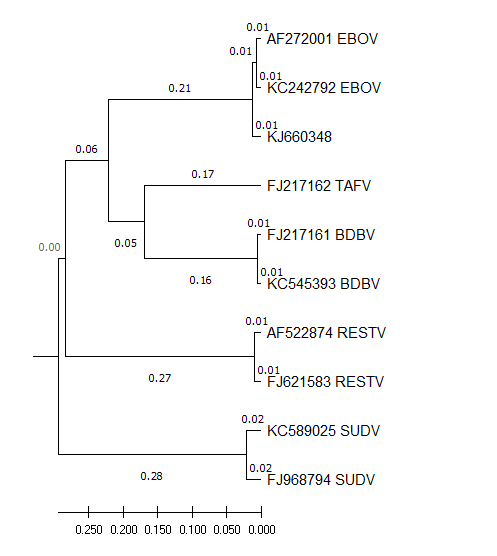 0.01
AF272001 EBOV
0.01
0.01
KC242792 EBOV
0.21
0.01
KJ660348
0.06
0.17
FJ217162 TAFV
0.01
FJ217161 BDBV
0.05
0.00
0.01
KC545393 BDBV
0.16
0.01
AF522874 RESTV
0.01
FJ621583 RESTV
0.27
0.02
KC589025 SUDV
0.02
FJ968794 SUDV
0.28
0.250 0.200 0.150 0.100 0.050 0.000